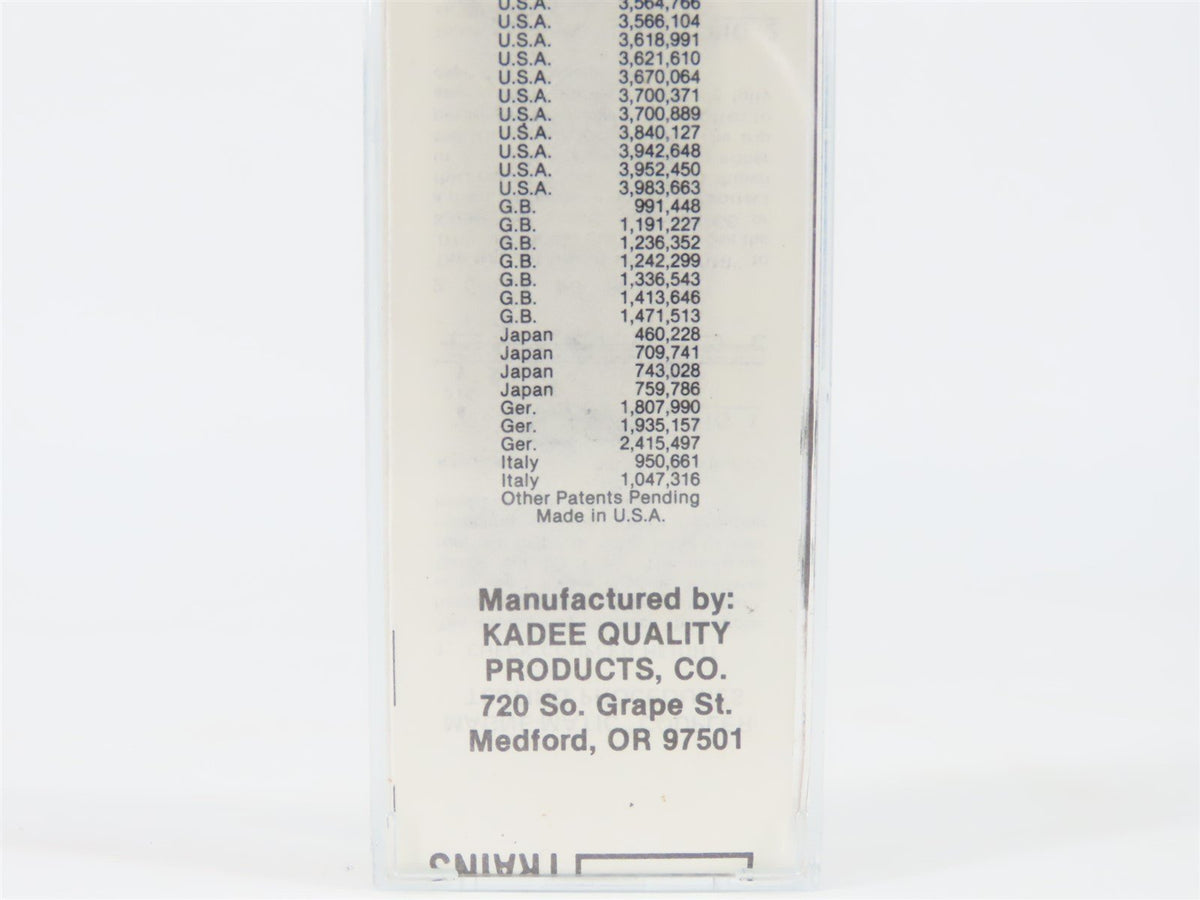 U.S.A. 3,564,766
U.S.A. 3,566,104
U.S.A. 3,618,991
U.S.A. 3,621,610
U.S.A. 3,670,064
U.S.A. 3,700,371
U.S.A. 3,700,889
U.S.A. 3,840,127
U.S.A. 3,942,648
U.S.A. 3,952,450
U.S.A. 3,983,663
G.B. 991,448
G.B. 1,191,227
G.B. 1,236,352
G.B. 1,242,299
G.B. 1,336,543
G.B. 1,413,646
G.B. 1,471,513
Japan 460,228
Japan 709,741
Japan 743,028
Japan 759,786
Ger. 1,807,990
Ger. 1,935,157
Ger. 2,415,497
Italy 950,661
Italy 1,047,316
Other Patents Pending
Made in U.S.A.
Manufactured by:
KADEE QUALITY
PRODUCTS, CO.
720 So. Grape St.
Medford, OR 97501
TRAINS